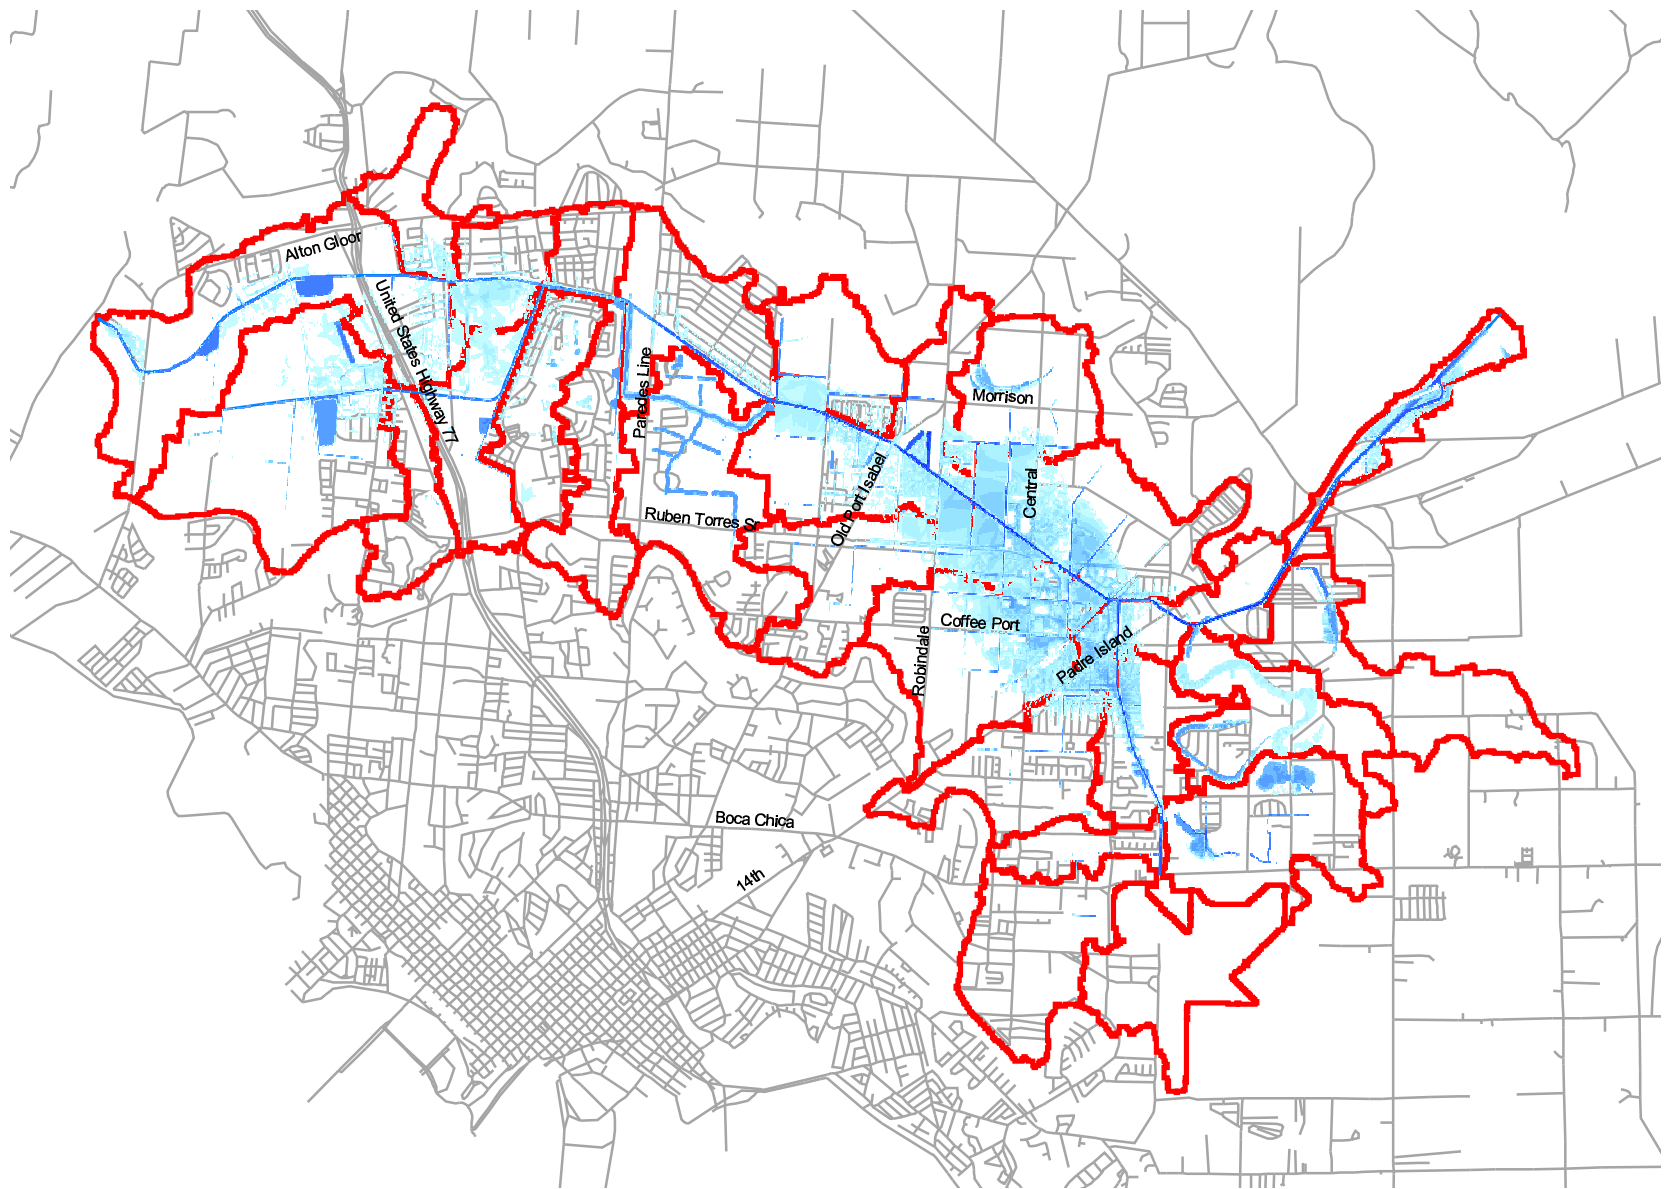 Alton Gloor
United States Highway 77
Paredes Line
Morrison
Old Port Isabel
Central
Ruben Torres Sr
Coffee Port
Robindale
Padre Island
Boca Chica
14th